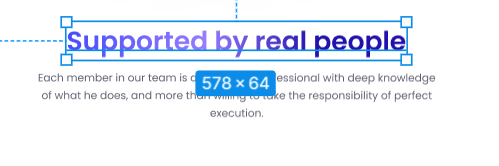 Supported by real people
Each member in our team is a essional with deep knowledge
578 × 64
of what he does, and more than willing to take the responsibility of perfect
execution.